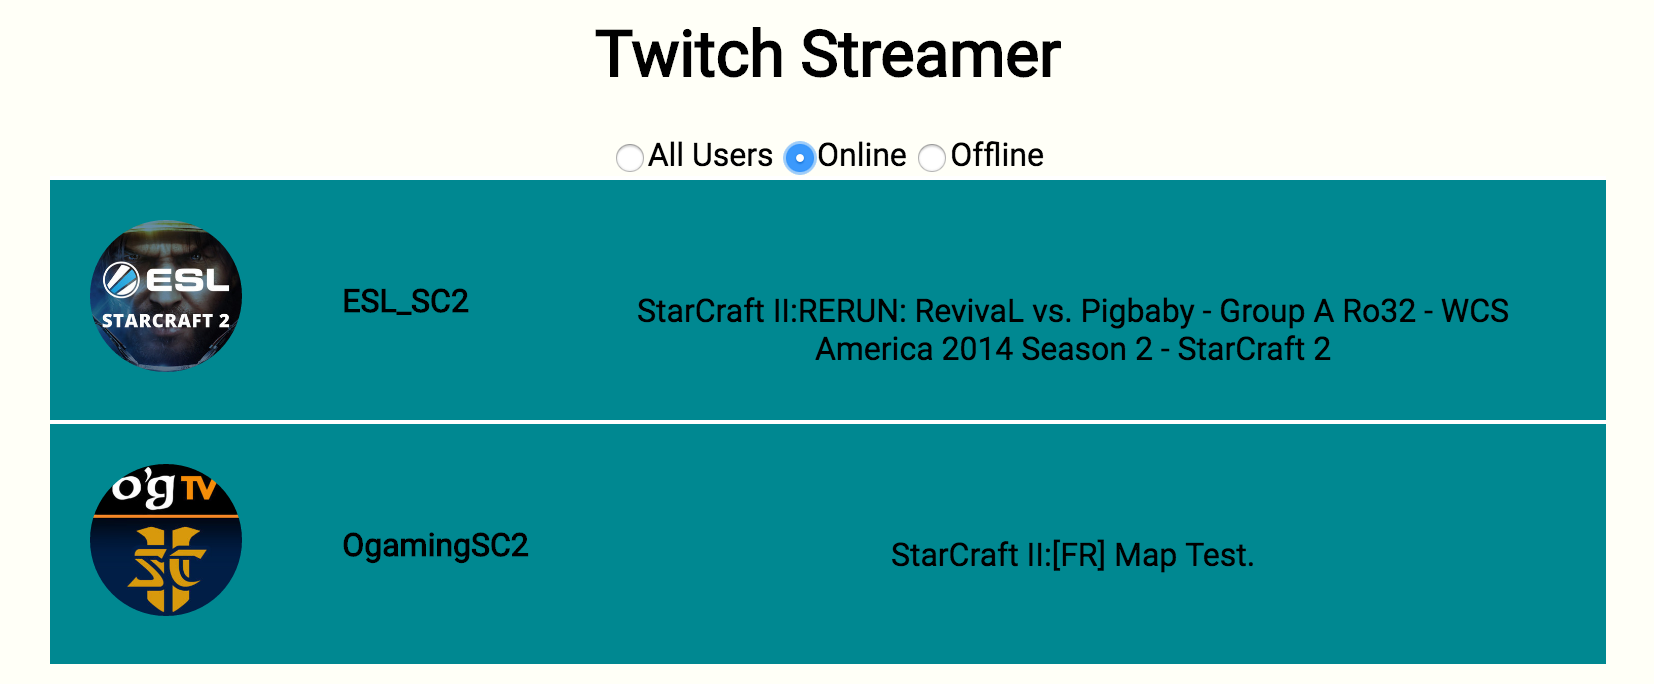 Twitch Streamer
All Users Online Offline
ESL
STARCRAFT 2
ESL_SC2
StarCraft II:RERUN: RevivaL vs. Pigbaby - Group A Ro32 - WCS
America 2014 Season 2 - StarCraft 2
o'g TV
SC
OgamingSC2
StarCraft II:[FR] Map Test.